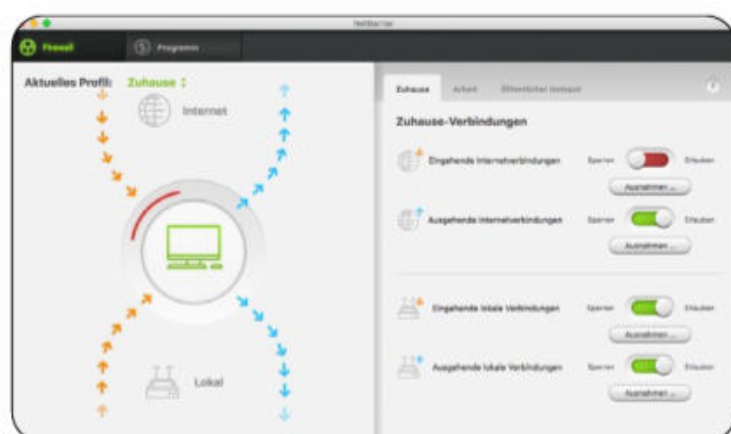 NetBarrier
Firewall
Programm
Aktuelles Profil: Zuhause
Internet
Lokal
Zuhause
Arbeit
Öffentlicher Hotspot
?
Zuhause-Verbindungen
Eingehende Internetverbindungen
Sperren
Erlauben
Ausnahmen ...
Ausgehende Internetverbindungen
Sperren
Erlauben
Ausnahmen ...
Eingehende lokale Verbindungen
Sperren
Erlauben
Ausnahmen ...
Ausgehende lokale Verbindungen
Sperren
Erlauben
Ausnahmen ...